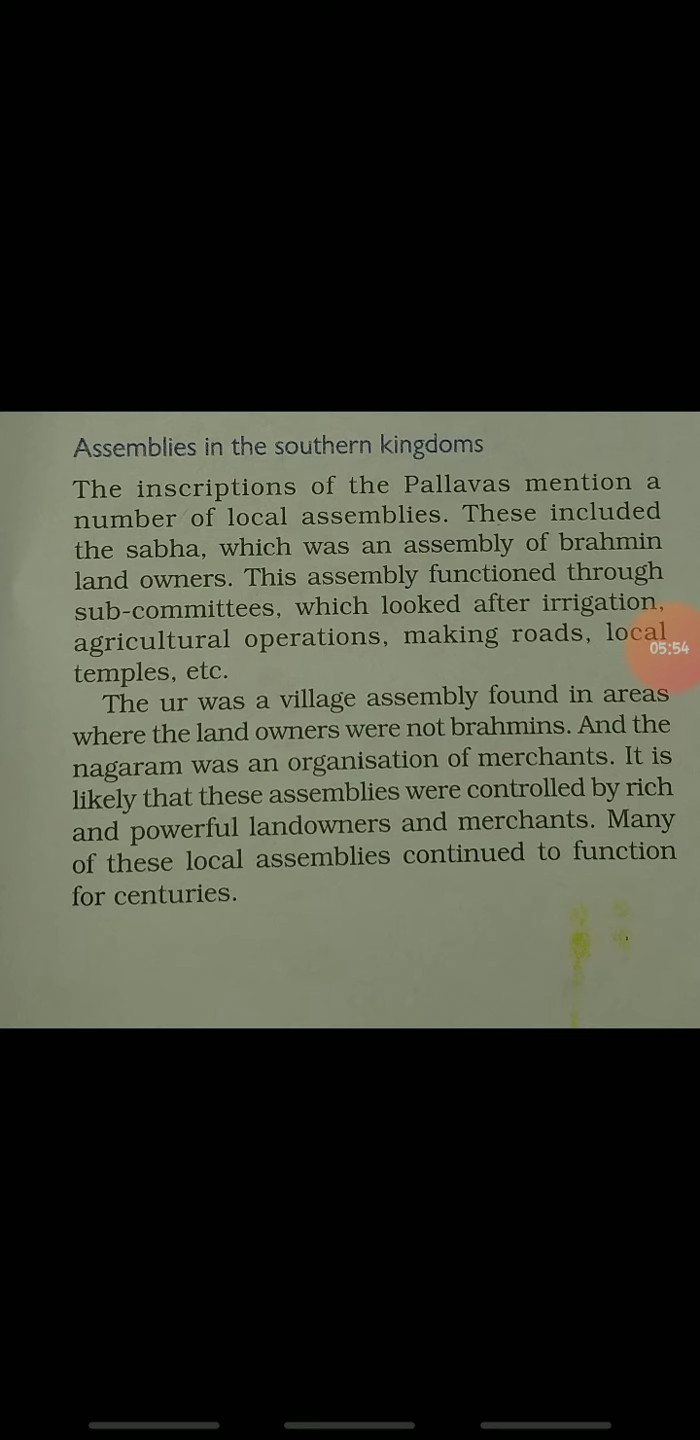 Assemblies in the southern kingdoms
The inscriptions of the Pallavas mention a
number of local assemblies. These included
the sabha, which was an assembly of brahmin
land owners. This assembly functioned through
sub-committees, which looked after irrigation,
agricultural operations, making roads, local
05:54
temples, etc.
The ur was a village assembly found in areas
where the land owners were not brahmins. And the
nagaram was an organisation of merchants. It is
likely that these assemblies were controlled by rich
and powerful landowners and merchants. Many
of these local assemblies continued to function
for centuries.